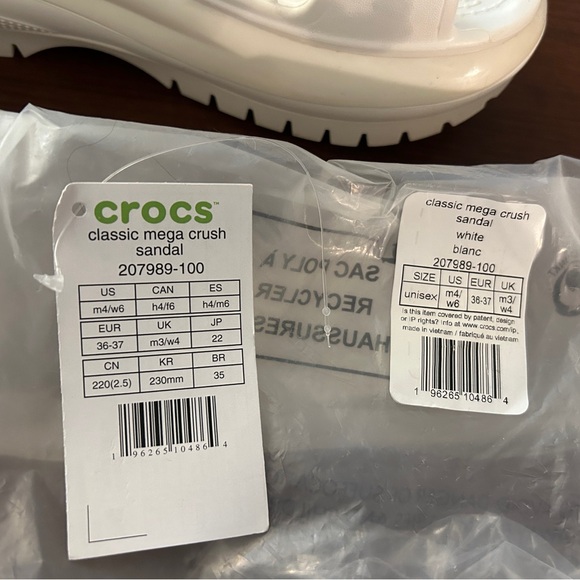 crocs™
classic mega crush
sandal
207989-100
US CAN ES
m4/w6 h4/f6 h4/m6
EUR UK JP
36-37 m3/w4 22
CN KR BR
220(2.5) 230mm 35
1 96265 10486 4
SAC POLY À
RECYCLER
HAUSSURES
classic mega crush
sandal
white
blanc
207989-100
SIZE US EUR UK
unisex m4/ w6 36-37 m3/ w4
Is this item covered by patent, design
or IP rights? Info at www.crocs.com/ip.
made in vietnam / fabriqué au vietnam
1 96265 10486 4